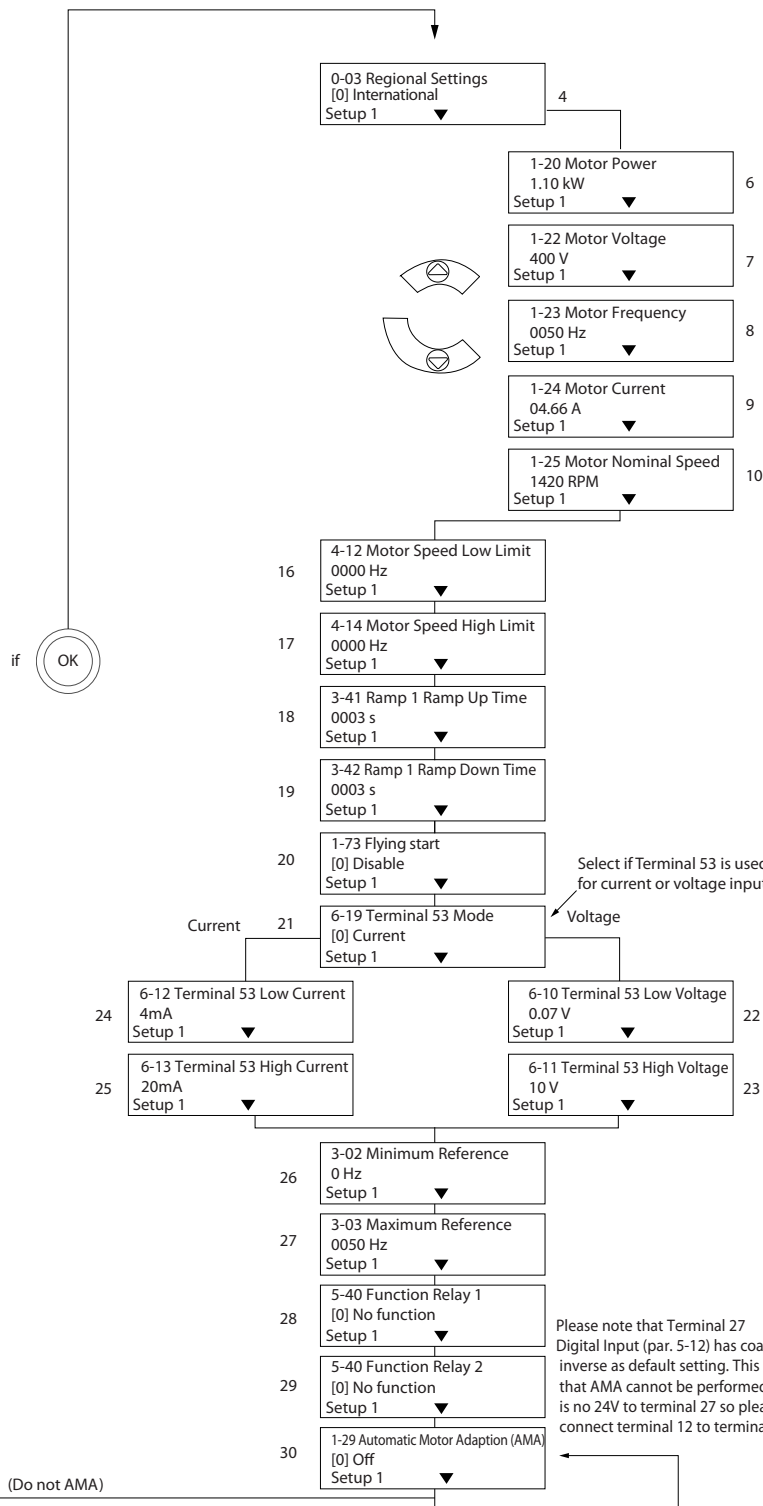 0-03 Regional Settings
[0] International
Setup 1
4
1-20 Motor Power
1.10 kW
Setup 1
6
1-22 Motor Voltage
400 V
Setup 1
7
1-23 Motor Frequency
0050 Hz
Setup 1
8
1-24 Motor Current
04.66 A
Setup 1
9
1-25 Motor Nominal Speed
1420 RPM
Setup 1
10
16
4-12 Motor Speed Low Limit
0000 Hz
Setup 1
if
OK
17
4-14 Motor Speed High Limit
0000 Hz
Setup 1
18
3-41 Ramp 1 Ramp Up Time
0003 s
Setup 1
19
3-42 Ramp 1 Ramp Down Time
0003 s
Setup 1
20
1-73 Flying start
[0] Disable
Setup 1
Select if Terminal 53 is used
for current or voltage input
Current
21
6-19 Terminal 53 Mode
[0] Current
Setup 1
Voltage
24
6-12 Terminal 53 Low Current
4mA
Setup 1
6-10 Terminal 53 Low Voltage
0.07 V
Setup 1
22
25
6-13 Terminal 53 High Current
20mA
Setup 1
6-11 Terminal 53 High Voltage
10 V
Setup 1
23
26
3-02 Minimum Reference
0 Hz
Setup 1
27
3-03 Maximum Reference
0050 Hz
Setup 1
28
5-40 Function Relay 1
[0] No function
Setup 1
29
5-40 Function Relay 2
[0] No function
Setup 1
Please note that Terminal 27
Digital Input (par. 5-12) has coa
inverse as default setting. This
that AMA cannot be performed
is no 24V to terminal 27 so plea
connect terminal 12 to termina
30
1-29 Automatic Motor Adaption (AMA)
[0] Off
Setup 1
(Do not AMA)